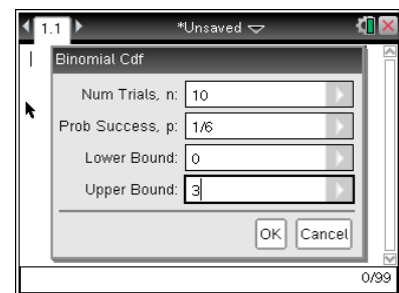 1.1 *Unsaved
Binomial Cdf
Num Trials, n: 10
Prob Success, p: 1/6
Lower Bound: 0
Upper Bound: 3
OK Cancel
0/99